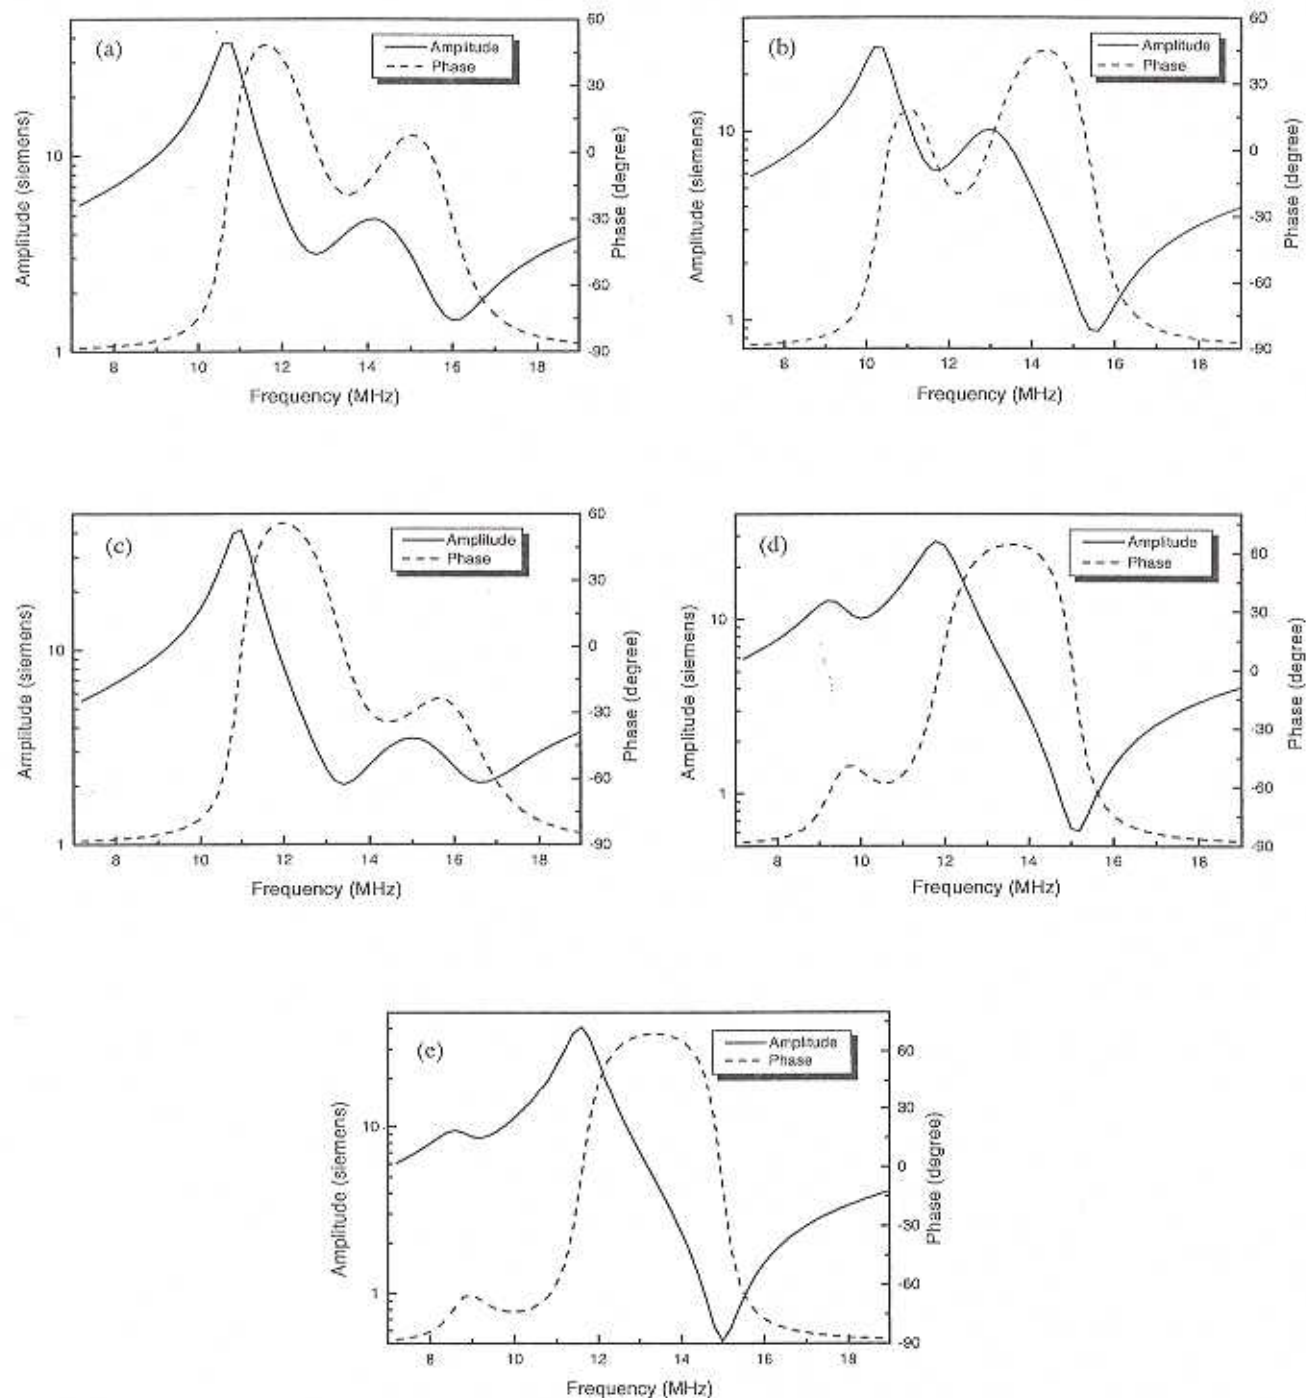 (a)
Amplitude
Phase
60
30
0
-30
-60
-90
10
1
8 10 12 14 16 18
Amplitude (siemens)
Phase (degree)
Frequency (MHz)
(b)
Amplitude
Phase
60
30
0
-30
-60
-90
10
1
8 10 12 14 16 18
Amplitude (siemens)
Phase (degree)
Frequency (MHz)
(c)
Amplitude
Phase
60
30
0
-30
-60
-90
10
1
8 10 12 14 16 18
Amplitude (siemens)
Phase (degree)
Frequency (MHz)
(d)
Amplitude
Phase
60
30
0
-30
-60
-90
10
1
8 10 12 14 16 18
Amplitude (siemens)
Phase (degree)
Frequency (MHz)
(e)
Amplitude
Phase
60
30
0
-30
-60
-90
10
1
8 10 12 14 16 18
Amplitude (siemens)
Phase (degree)
Frequency (MHz)